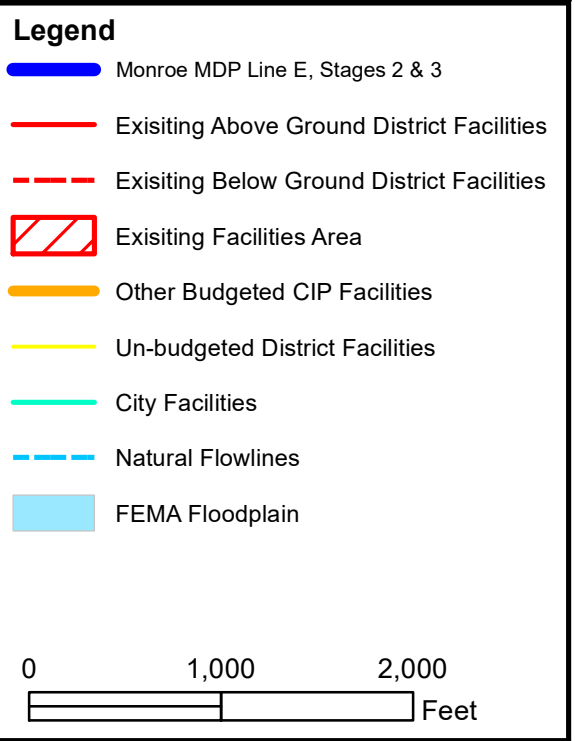 Legend
Monroe MDP Line E, Stages 2 & 3
Exisiting Above Ground District Facilities
Exisiting Below Ground District Facilities
Exisiting Facilities Area
Other Budgeted CIP Facilities
Un-budgeted District Facilities
City Facilities
Natural Flowlines
FEMA Floodplain
0 1,000 2,000
Feet